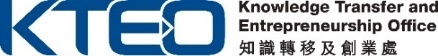 KTEO
Knowledge Transfer and
Entrepreneurship Office
知識轉移及創業處